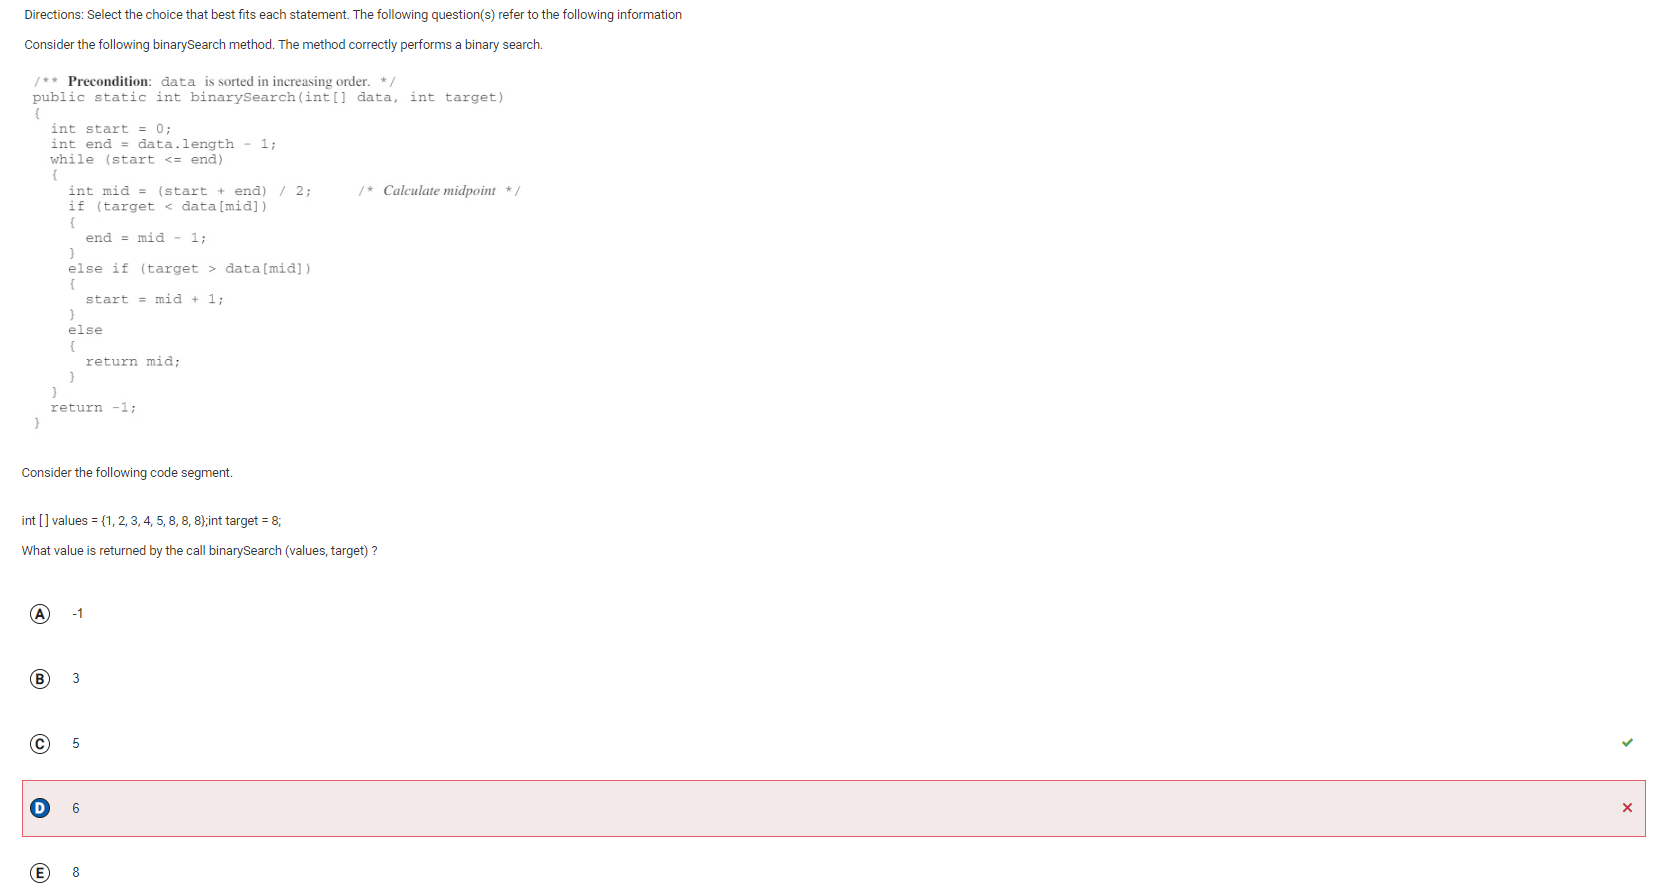 Directions: Select the choice that best fits each statement. The following question(s) refer to the following information
Consider the following binarySearch method. The method correctly performs a binary search.
/** Precondition: data is sorted in increasing order. */
public static int binarySearch(int[] data, int target)
{
int start = 0;
int end = data.length - 1;
while (start <= end)
{
int mid = (start + end) / 2; /* Calculate midpoint */
if (target < data[mid])
{
end = mid - 1;
}
else if (target > data[mid])
{
start = mid + 1;
}
else
{
return mid;
}
}
return -1;
}
Consider the following code segment.
int [ ] values = {1, 2, 3, 4, 5, 8, 8, 8};int target = 8;
What value is returned by the call binarySearch (values, target) ?
A -1
B 3
C 5
D 6
E 8